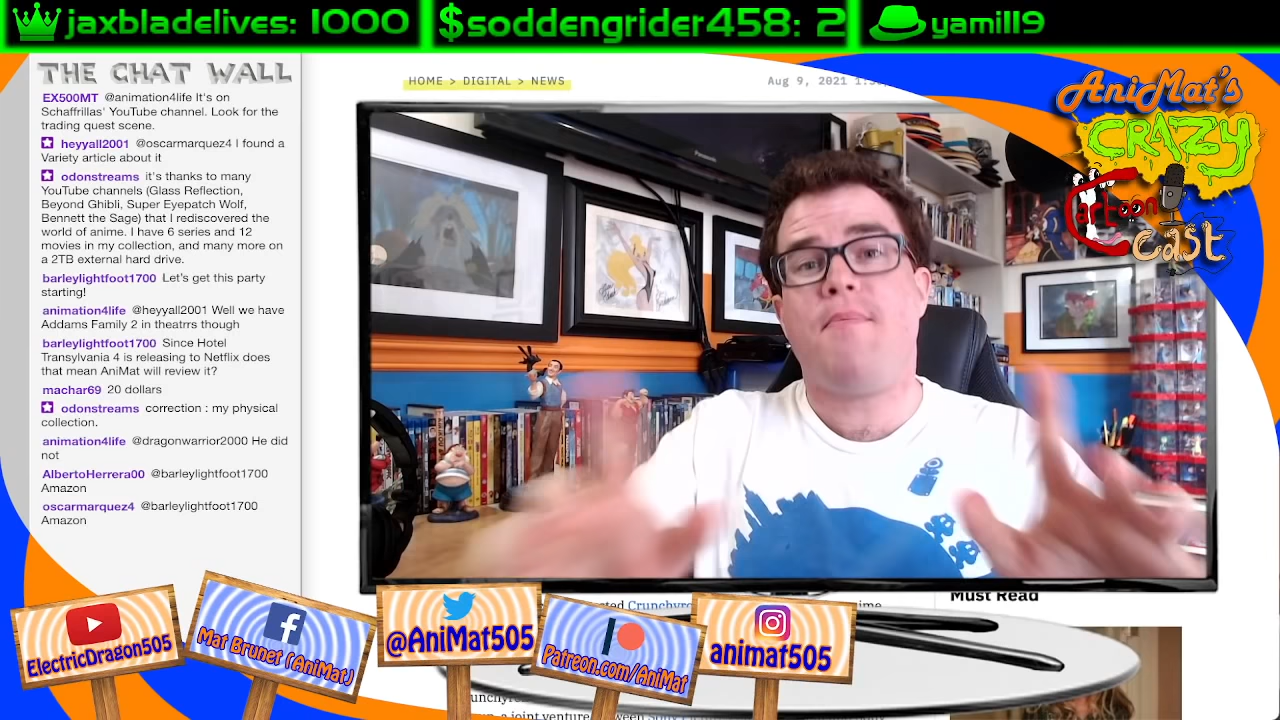 jaxbladelives: 1000
$soddengrider458: 2
yami119
THE CHAT WALL
HOME > DIGITAL > NEWS
Aug 9, 2021
EX500MT @animation4life It's on
Schaffrillas' YouTube channel. Look for the
trading quest scene.
heyyall2001 @oscarmarquez4 I found a
Variety article about it
odonstreams it's thanks to many
YouTube channels (Glass Reflection,
Beyond Ghibli, Super Eyepatch Wolf,
Bennett the Sage) that I rediscovered the
world of anime. I have 6 series and 12
movies in my collection, and many more on
a 2TB external hard drive.
barleylightfoot1700 Let's get this party
starting!
animation4life @heyyall2001 Well we have
Addams Family 2 in theatrrs though
barleylightfoot1700 Since Hotel
Transylvania 4 is releasing to Netflix does
that mean AniMat will review it?
machar69 20 dollars
odonstreams correction : my physical
collection.
animation4life @dragonwarrior2000 He did
not
AlbertoHerrera00 @barleylightfoot1700
Amazon
oscarmarquez4 @barleylightfoot1700
Amazon
AniMat's
CRAZY
Cartoon
Cast
Panasonic
Must Read
Crunchyro
a joint venture
ElectricDragon505
Mat Brunet (AniMat)
@AniMat505
Patreon.com/AniMat
animat505